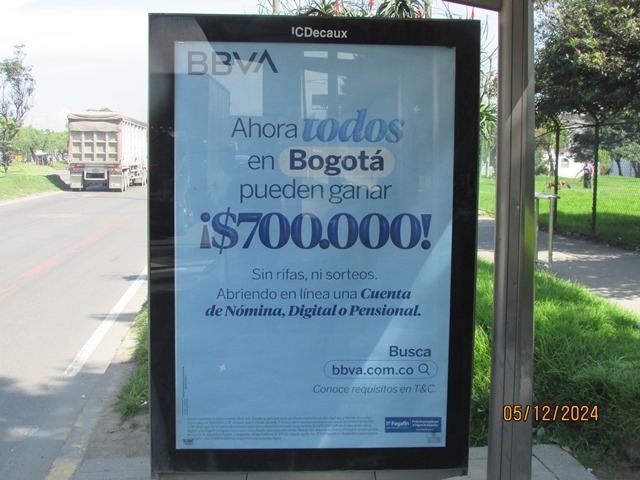 JCDecaux
BBVA
Ahora todos
en Bogotá
pueden ganar
¡$700.000!
Sin rifas, ni sorteos.
Abriendo en línea una Cuenta
de Nómina, Digital o Pensional.
Busca
bbva.com.co
Conoce requisitos en T&C.
Fogafín
05/12/2024